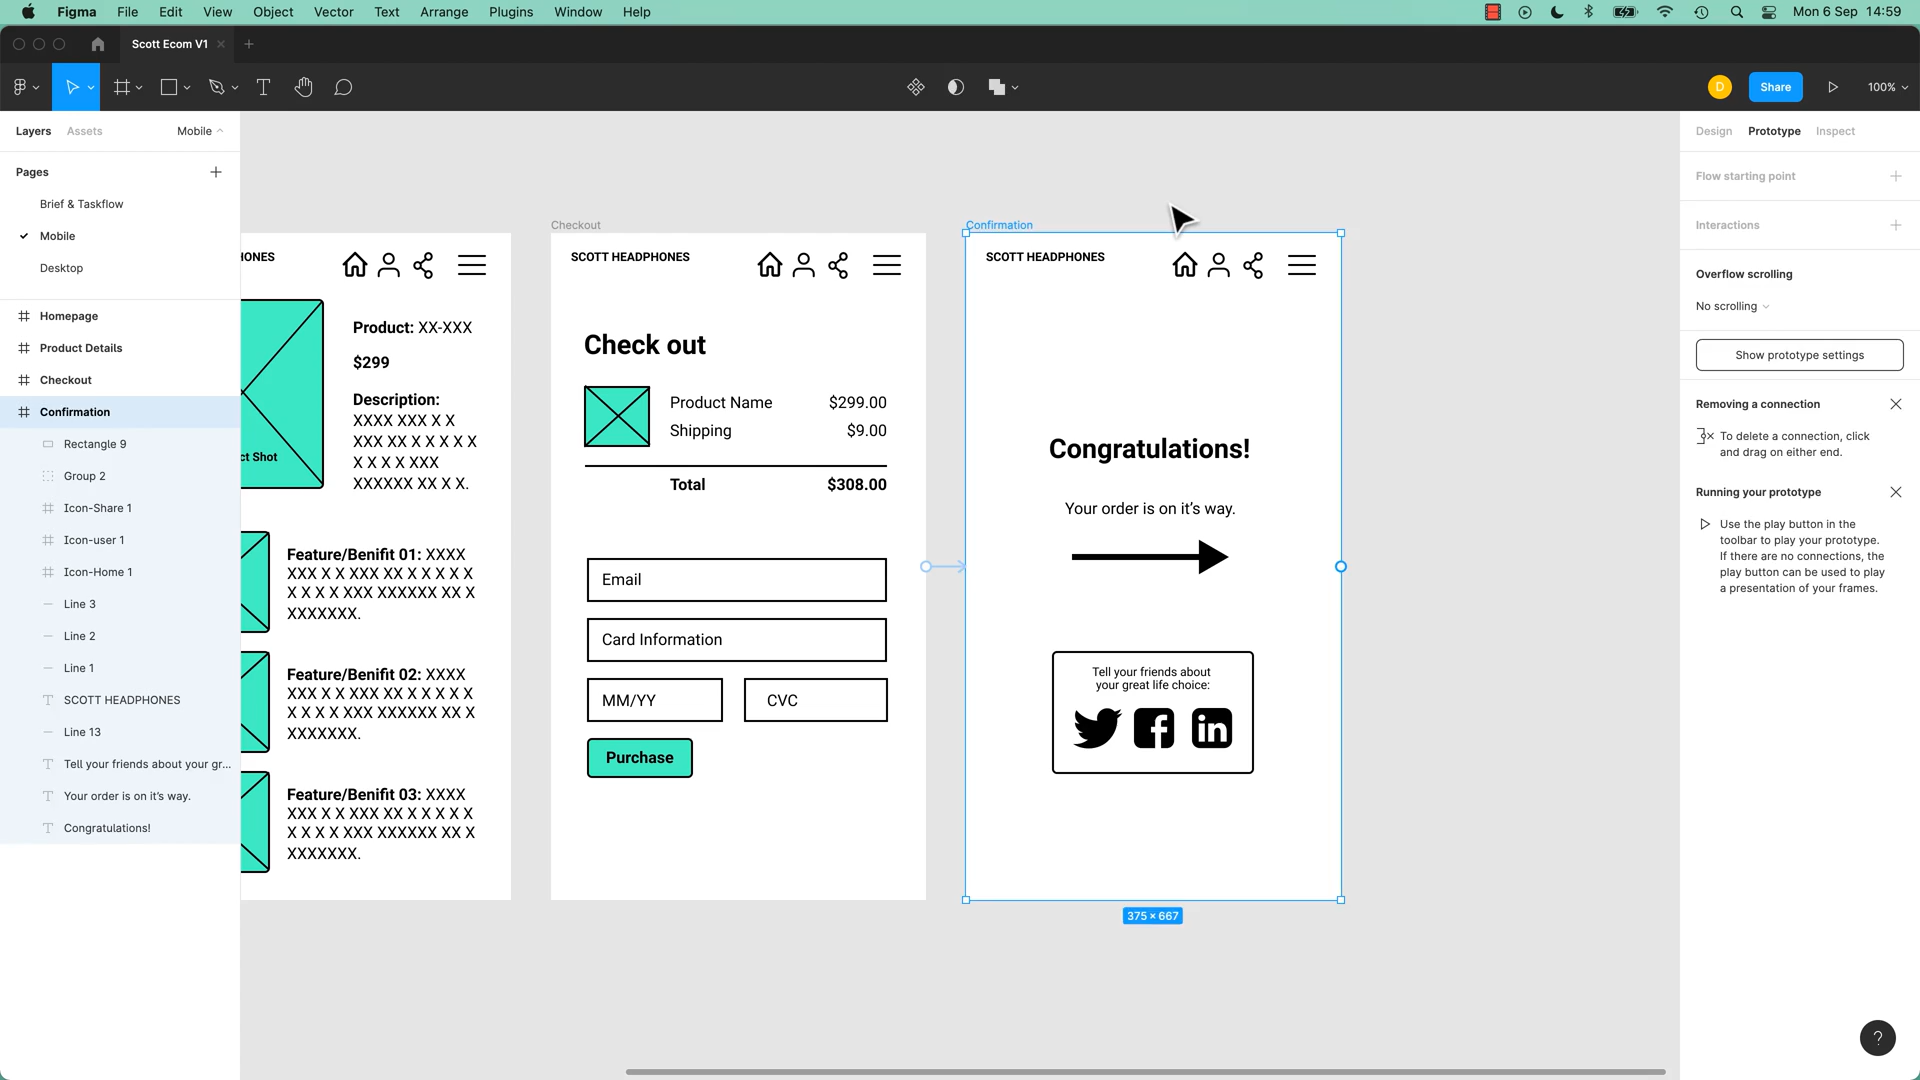 Figma File Edit View Object Vector Text Arrange Plugins Window Help Mon 6 Sep 14:59
Scott Ecom V1
D Share 100%
Layers Assets Mobile
Pages
Brief & Taskflow
Mobile
Desktop
Homepage
Product Details
Checkout
Confirmation
Rectangle 9
Group 2
Icon-Share 1
Icon-user 1
Icon-Home 1
Line 3
Line 2
Line 1
SCOTT HEADPHONES
Line 13
Tell your friends about your gr...
Your order is on it’s way.
Congratulations!
HONES
Product: XX-XXX
$299
Description:
XXXX XXX X X
XXX XX X X X X X
X X X X XXX
XXXXXX XX X X.
ct Shot
Feature/Benifit 01: XXXX
XXX X X XXX XX X X X X X
X X X X XXX XXXXXX XX X
XXXXXXX.
Feature/Benifit 02: XXXX
XXX X X XXX XX X X X X X
X X X X XXX XXXXXX XX X
XXXXXXX.
Feature/Benifit 03: XXXX
XXX X X XXX XX X X X X X
X X X X XXX XXXXXX XX X
XXXXXXX.
Checkout
SCOTT HEADPHONES
Check out
Product Name $299.00
Shipping $9.00
Total $308.00
Email
Card Information
MM/YY CVC
Purchase
Confirmation
SCOTT HEADPHONES
Congratulations!
Your order is on it’s way.
Tell your friends about
your great life choice:
in
375 × 667
Design Prototype Inspect
Flow starting point
Interactions
Overflow scrolling
No scrolling
Show prototype settings
Removing a connection
To delete a connection, click
and drag on either end.
Running your prototype
Use the play button in the
toolbar to play your prototype.
If there are no connections, the
play button can be used to play
a presentation of your frames.
?